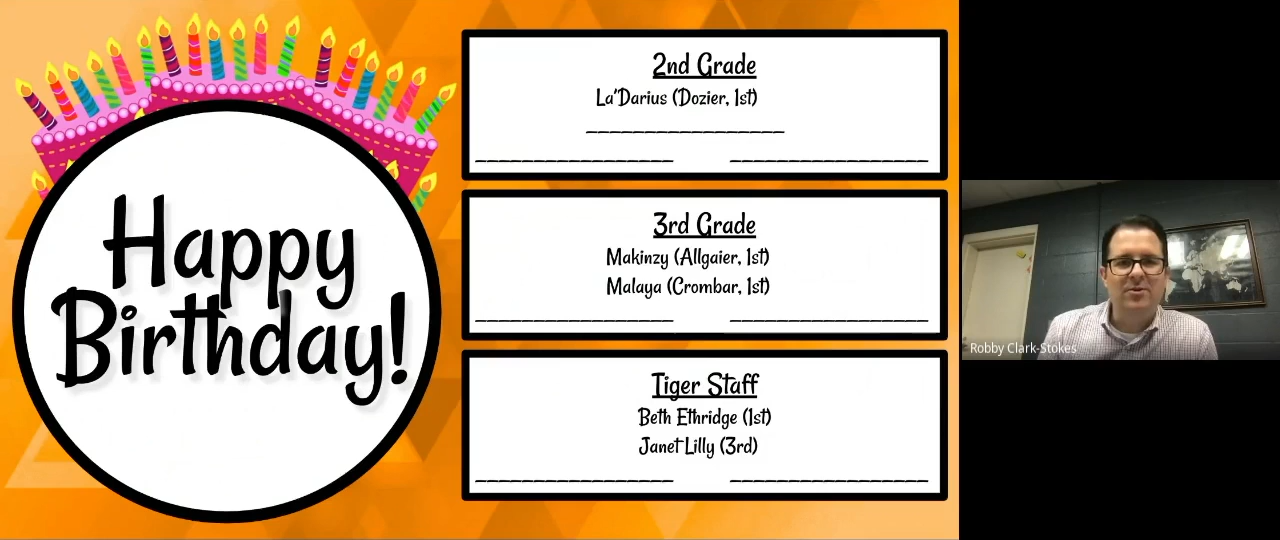 Happy
Birthday!
2nd Grade
La'Darius (Dozier, 1st)
3rd Grade
Makinzy (Allgaier, 1st)
Malaya (Crombar, 1st)
Tiger Staff
Beth Ethridge (1st)
Janet Lilly (3rd)
Robby Clark-Stokes